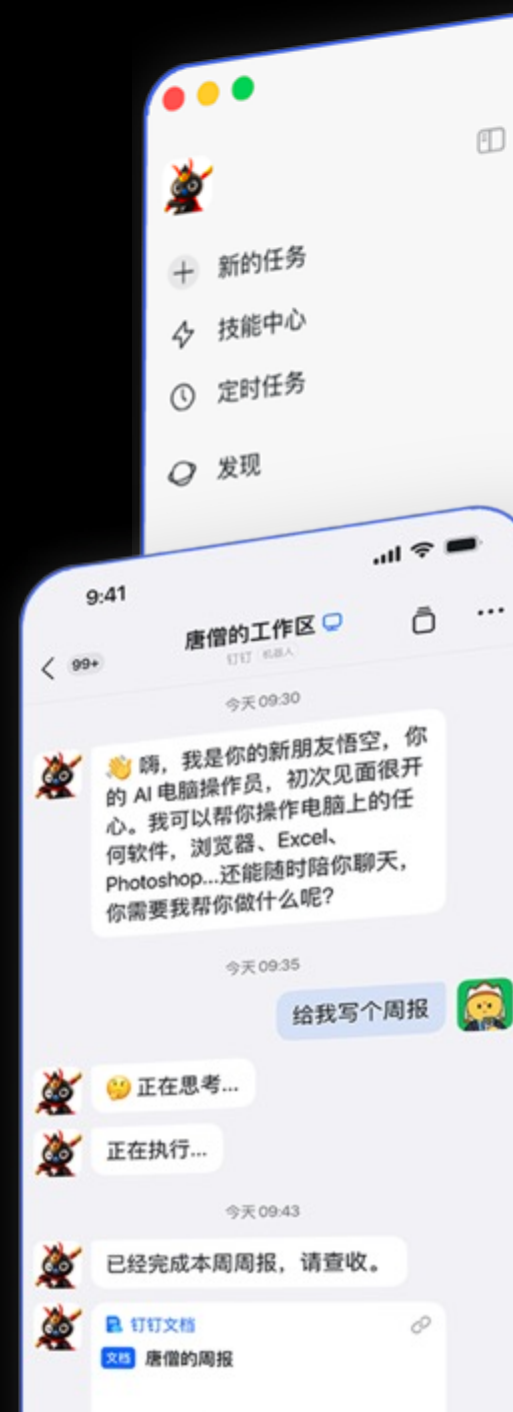 新的任务
技能中心
定时任务
发现
9:41
99+
唐僧的工作区
钉钉 机器人
今天 09:30
👋 嗨，我是你的新朋友悟空，你
的 AI 电脑操作员，初次见面很开
心。我可以帮你操作电脑上的任
何软件，浏览器、Excel、
Photoshop...还能随时陪你聊天，
你需要我帮你做什么呢？
今天 09:35
给我写个周报
🤔 正在思考...
正在执行...
今天 09:43
已经完成本周周报，请查收。
钉钉文档
文档 唐僧的周报